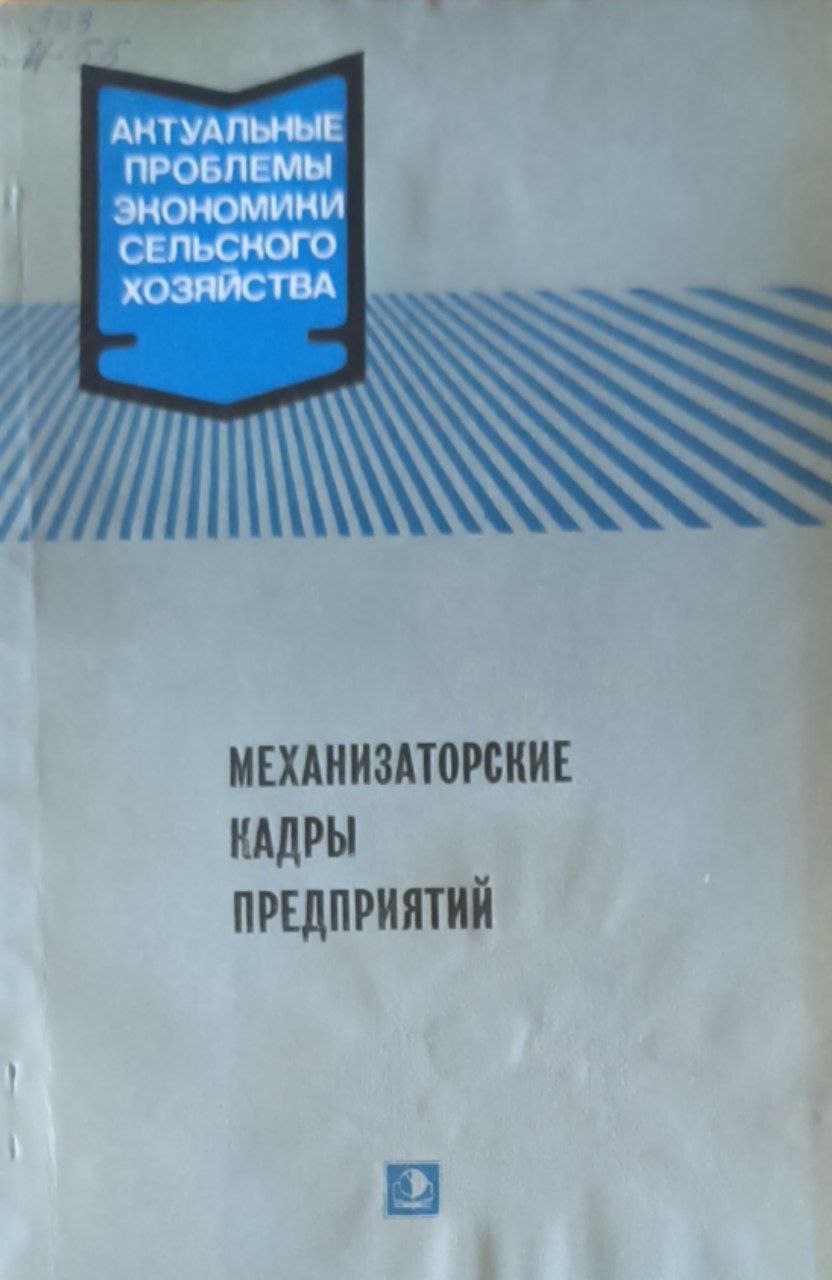 АКТУАЛЬНЫЕ
ПРОБЛЕМЫ
ЭКОНОМИКИ
СЕЛЬСКОГО
ХОЗЯЙСТВА
МЕХАНИЗАТОРСКИЕ
КАДРЫ
ПРЕДПРИЯТИЙ